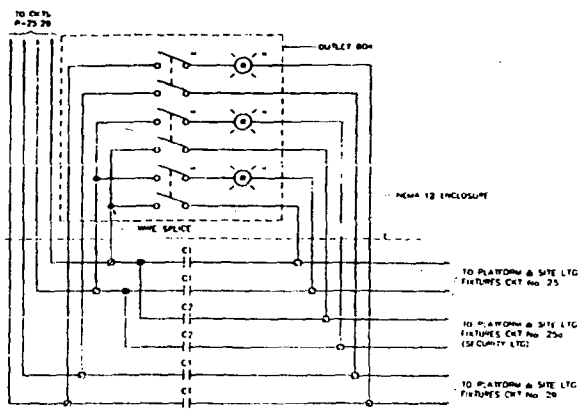 TO CKTS
P-25 29
OUTLET BOX
NEMA 12 ENCLOSURE
WIRE SPLICE
C1
C1
C2
C2
C1
C1
TO PLATFORM & SITE LTG
FIXTURES CKT No. 25
TO PLATFORM & SITE LTG
FIXTURES CKT No. 25a
(SECURITY LTG)
TO PLATFORM & SITE LTG
FIXTURES CKT No. 29